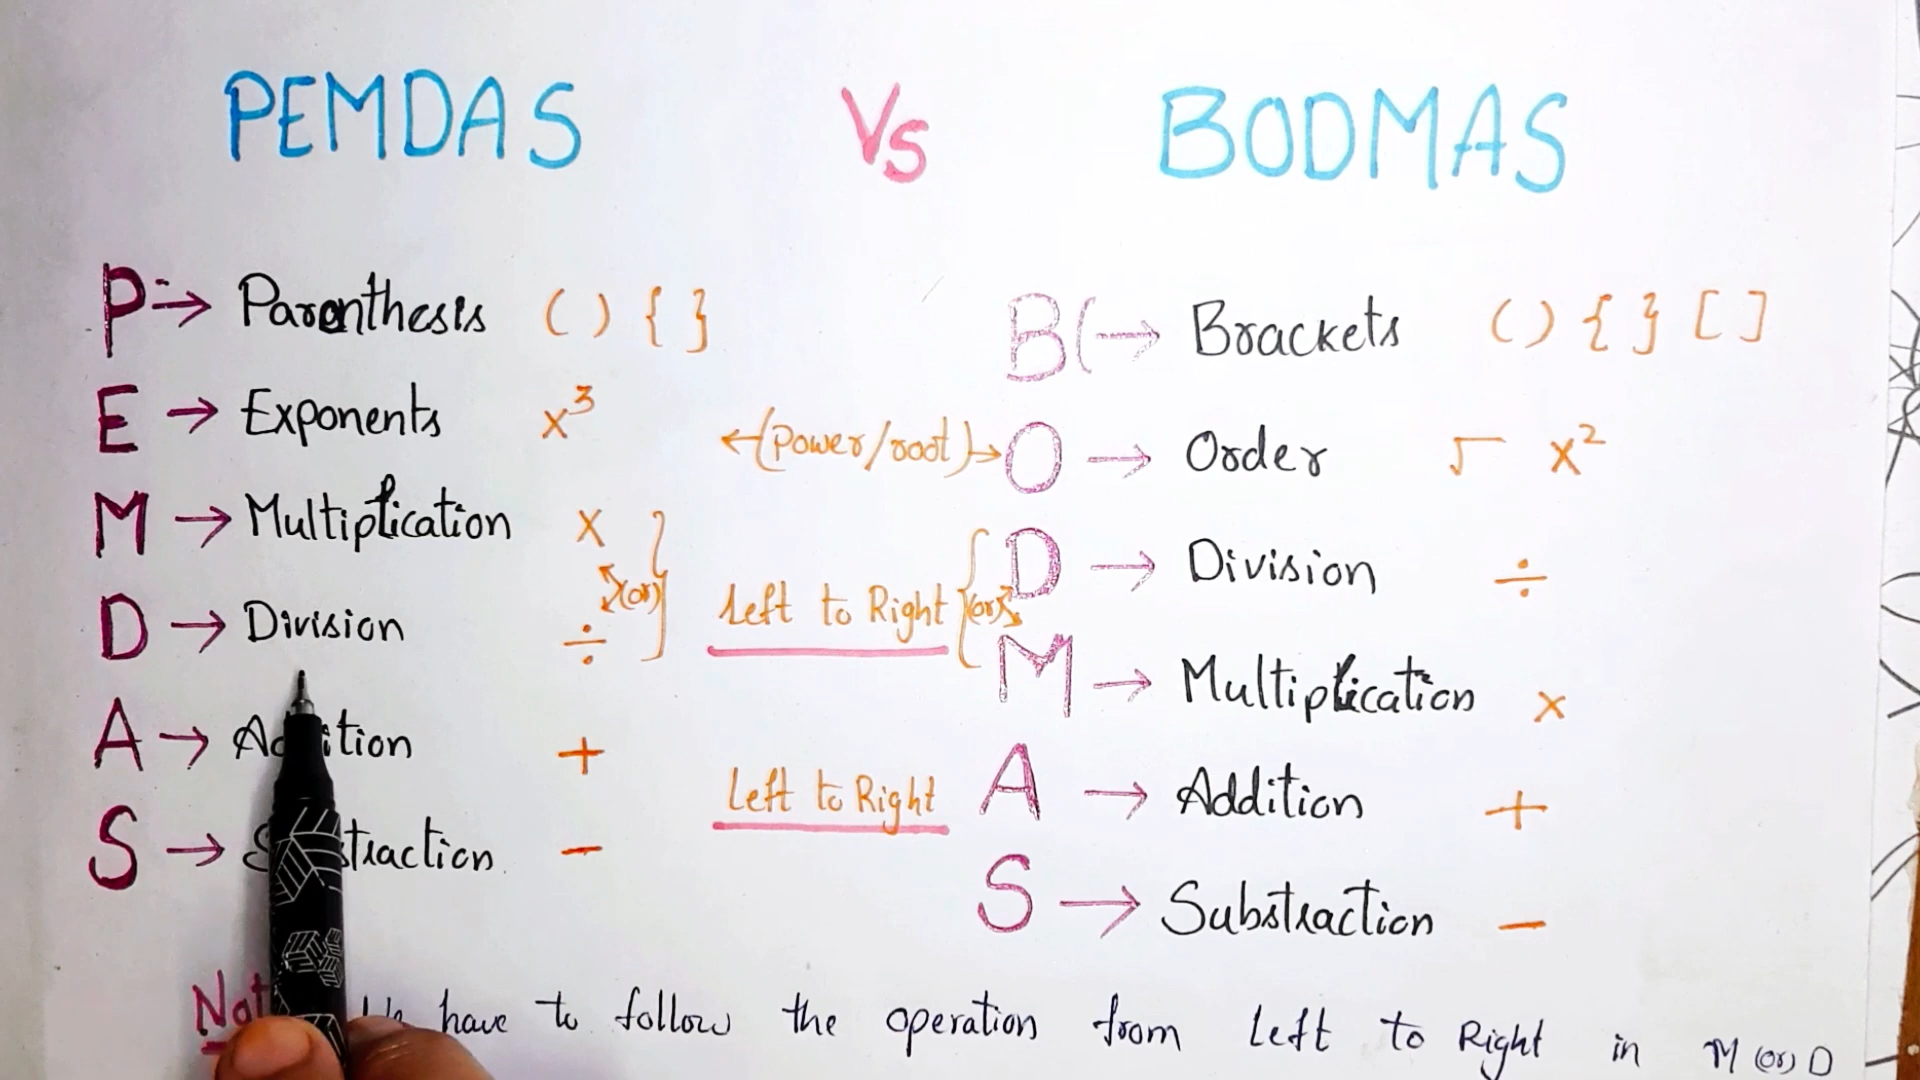 PEMDAS Vs BODMAS
P → Paranthesis ( ) { }
E → Exponents x³
M → Multiplication x
D → Division ÷
(or)
A →
+
S →
−
←(power/root)→
left to Right
left to Right
B → Brackets ( ) { } [ ]
O → Order √ x²
D → Division ÷
(or)
M → Multiplication x
A → Addition +
S → Substraction −
have to follow the operation from left to Right in M (or) D